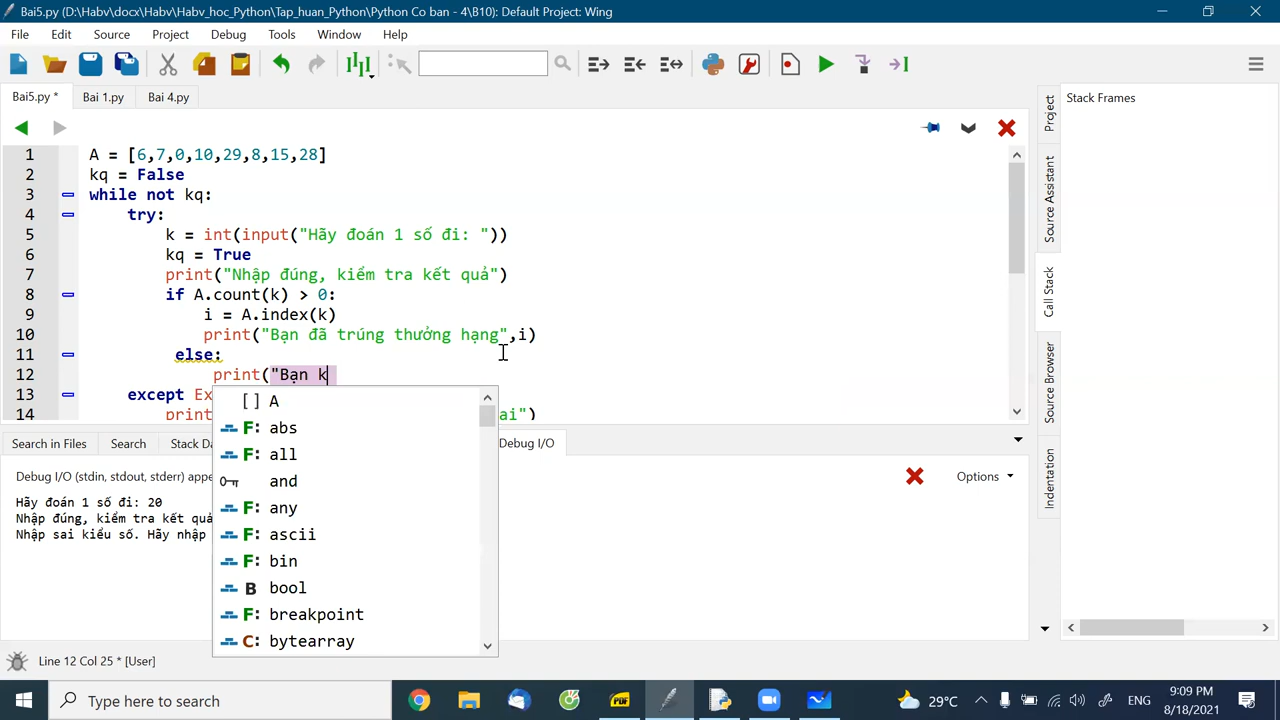 Bai5.py (D:\Habv\docx\Habv\Habv_hoc_Python\Tap_huan_Python\Python Co ban - 4\B10): Default Project: Wing
File Edit Source Project Debug Tools Window Help
Bai5.py * Bai 1.py Bai 4.py
1 A = [6,7,0,10,29,8,15,28]
2 kq = False
3 while not kq:
4 try:
5 k = int(input("Hãy đoán 1 số đi: "))
6 kq = True
7 print("Nhập đúng, kiểm tra kết quả")
8 if A.count(k) > 0:
9 i = A.index(k)
10 print("Bạn đã trúng thưởng hạng",i)
11 else:
12 print("Bạn k
13 except Ex
14 print ai")
[] A
F: abs
F: all
and
F: any
F: ascii
F: bin
B bool
F: breakpoint
C: bytearray
Search in Files Search Stack Da Debug I/O
Debug I/O (stdin, stdout, stderr) appe Options
Hãy đoán 1 số đi: 20
Nhập đúng, kiểm tra kết quả
Nhập sai kiểu số. Hãy nhập
Line 12 Col 25 * [User]
Stack Frames
Project
Source Assistant
Call Stack
Source Browser
Indentation
Type here to search
29°C ENG 9:09 PM
8/18/2021